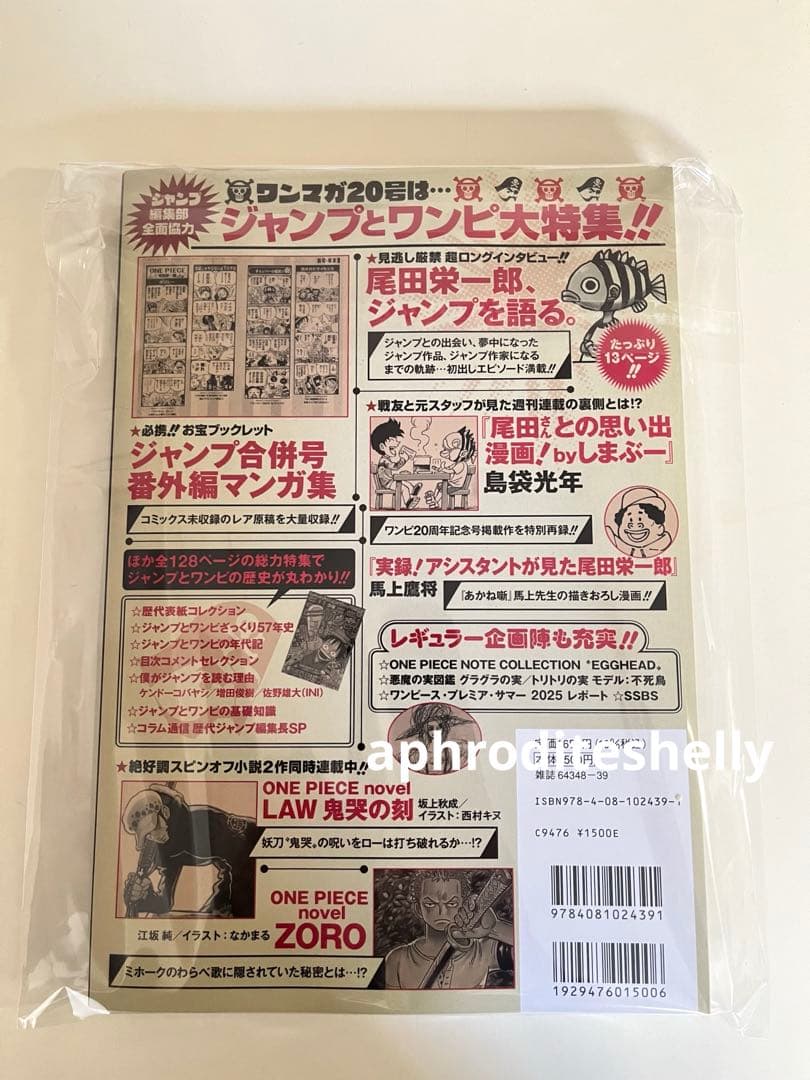 ジャンプ
編集部
全面協力
ワンマガ20号は…
ジャンプとワンピ大特集!!
ONE PIECE
★見逃し厳禁 超ロングインタビュー!!
尾田栄一郎、
ジャンプを語る。
ジャンプとの出会い、夢中になった
ジャンプ作品、ジャンプ作家になる
までの軌跡…初出しエピソード満載!!
たっぷり
13ページ
!!
★必携!! お宝ブックレット
ジャンプ合併号
番外編マンガ集
コミックス未収録のレア原稿を大量収録!!
★戦友と元スタッフが見た週刊連載の裏側とは!?
『尾田さんとの思い出
漫画!byしまぶー』
島袋光年
ワンピ20周年記念号掲載作を特別再録!!
『実録!アシスタントが見た尾田栄一郎』
馬上鷹将
『あかね噺』馬上先生の描きおろし漫画!!
ほか全128ページの総力特集で
ジャンプとワンピの歴史が丸わかり!!
☆歴代表紙コレクション
☆ジャンプとワンピざっくり57年史
☆ジャンプとワンピの年代記
☆目次コメントセレクション
☆僕がジャンプを読む理由
ケンドーコバヤシ/増田俊樹/佐野雄大(INI)
☆ジャンプとワンピの基礎知識
☆コラム通信 歴代ジャンプ編集長SP
レギュラー企画陣も充実!!
☆ONE PIECE NOTE COLLECTION "EGGHEAD"
☆悪魔の実図鑑 グラグラの実/トリトリの実 モデル:不死鳥
☆ワンピース・プレミア・サマー 2025 レポート ☆SSBS
aphroditeshelly
★絶好調スピンオフ小説2作同時連載中!!
ONE PIECE novel
LAW 鬼哭の刻
坂上秋成/
イラスト:西村キヌ
妖刀"鬼哭"の呪いをローは打ち破れるか…!?
ONE PIECE
novel
ZORO
江坂 純/イラスト:なかまる
ミホークのわらべ歌に隠されていた秘密とは…!?
雑誌 64348-39
ISBN978-4-08-102439-1
C9476 ¥1500E
9784081024391
1929476015006